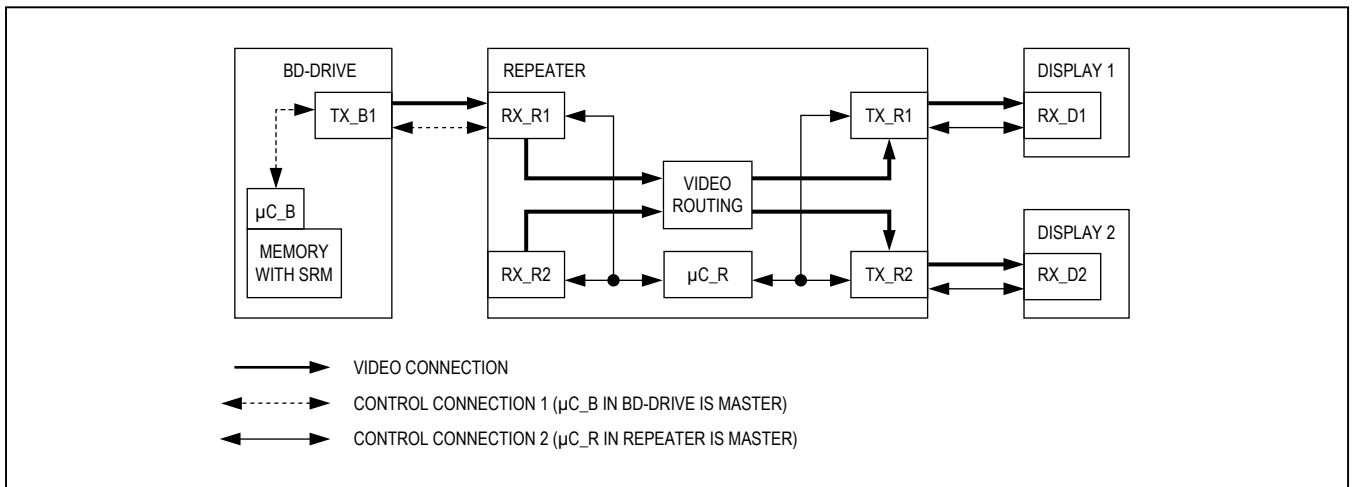 BD-DRIVE
TX_B1
µC_B
MEMORY
WITH SRM
REPEATER
RX_R1
RX_R2
VIDEO
ROUTING
µC_R
TX_R1
TX_R2
DISPLAY 1
RX_D1
DISPLAY 2
RX_D2
VIDEO CONNECTION
CONTROL CONNECTION 1 (µC_B IN BD-DRIVE IS MASTER)
CONTROL CONNECTION 2 (µC_R IN REPEATER IS MASTER)